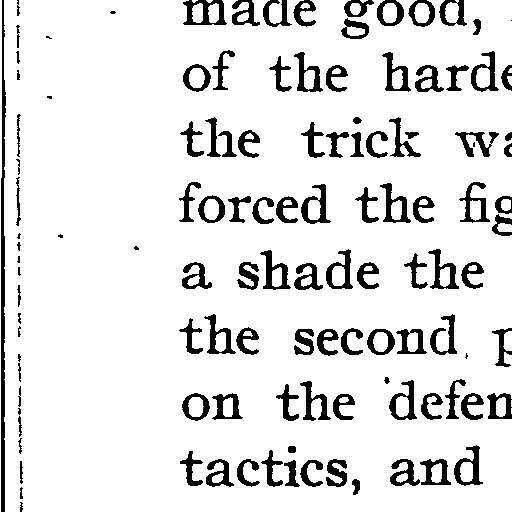 made good,
of the harde
the trick wa
forced the fig
a shade the
the second p
on the defen
tactics, and